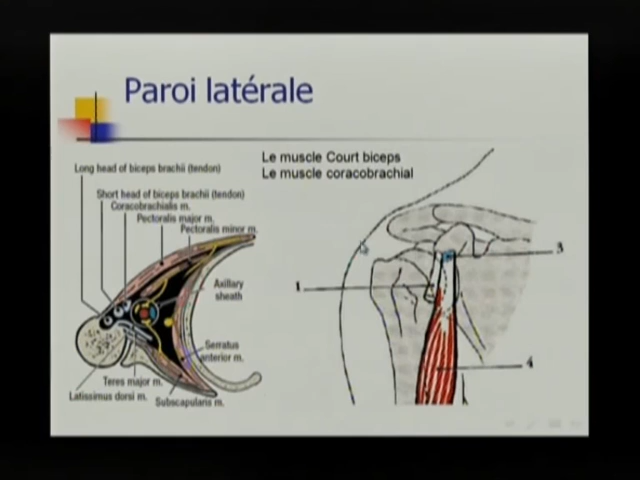 Paroi latérale
Le muscle Court biceps
Le muscle coracobrachial
Long head of biceps brachii (tendon)
Short head of biceps brachii (tendon)
Coracobrachialis m.
Pectoralis major m.
Pectoralis minor m.
Axillary
sheath
Serratus
anterior m.
Teres major m.
Latissimus dorsi m.
Subscapularis m.
1
3
4